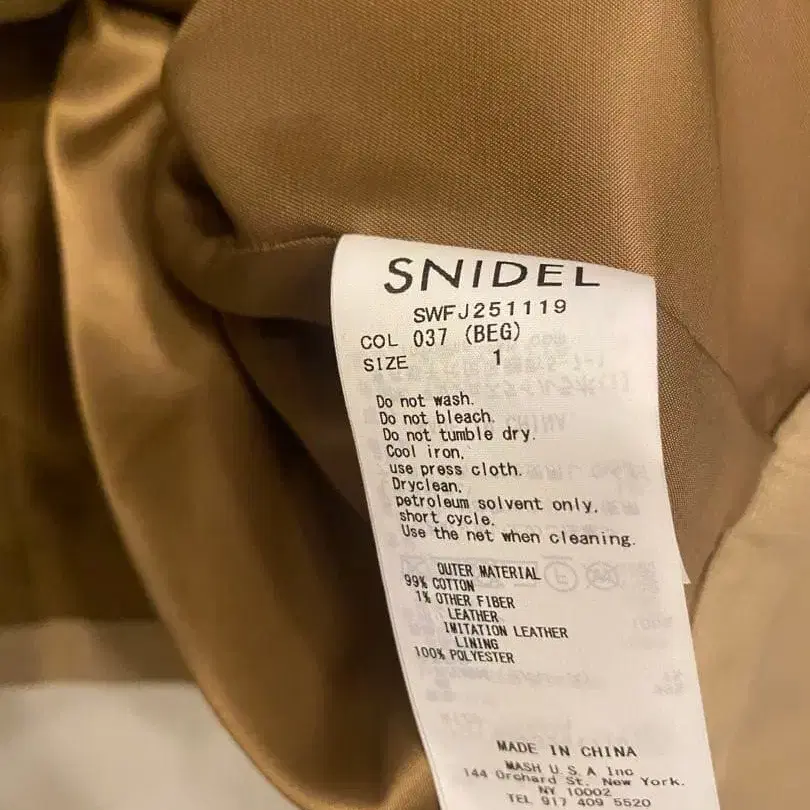 SNIDEL
SWFJ251119
COL 037 (BEG)
SIZE 1
Do not wash.
Do not bleach.
Do not tumble dry.
Cool iron,
use press cloth.
Dryclean,
petroleum solvent only,
short cycle.
Use the net when cleaning.
OUTER MATERIAL
99% COTTON
1% OTHER FIBER
LEATHER
IMITATION LEATHER
LINING
100% POLYESTER
MADE IN CHINA
MASH U.S.A Inc
144 Orchard St. New York.
NY 10002
TEL 917 409 5520